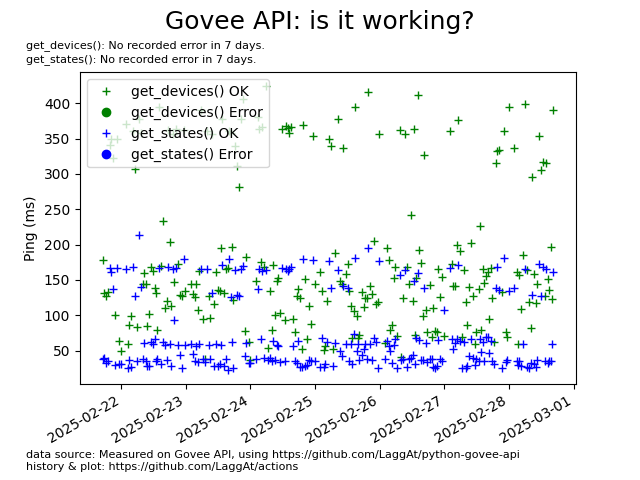 Govee API: is it working?
get_devices(): No recorded error in 7 days.
get_states(): No recorded error in 7 days.
get_devices() OK
get_devices() Error
get_states() OK
get_states() Error
Ping (ms)
400
350
300
250
200
150
100
50
2025-02-22
2025-02-23
2025-02-24
2025-02-25
2025-02-26
2025-02-27
2025-02-28
2025-03-01
data source: Measured on Govee API, using https://github.com/LaggAt/python-govee-api
history & plot: https://github.com/LaggAt/actions